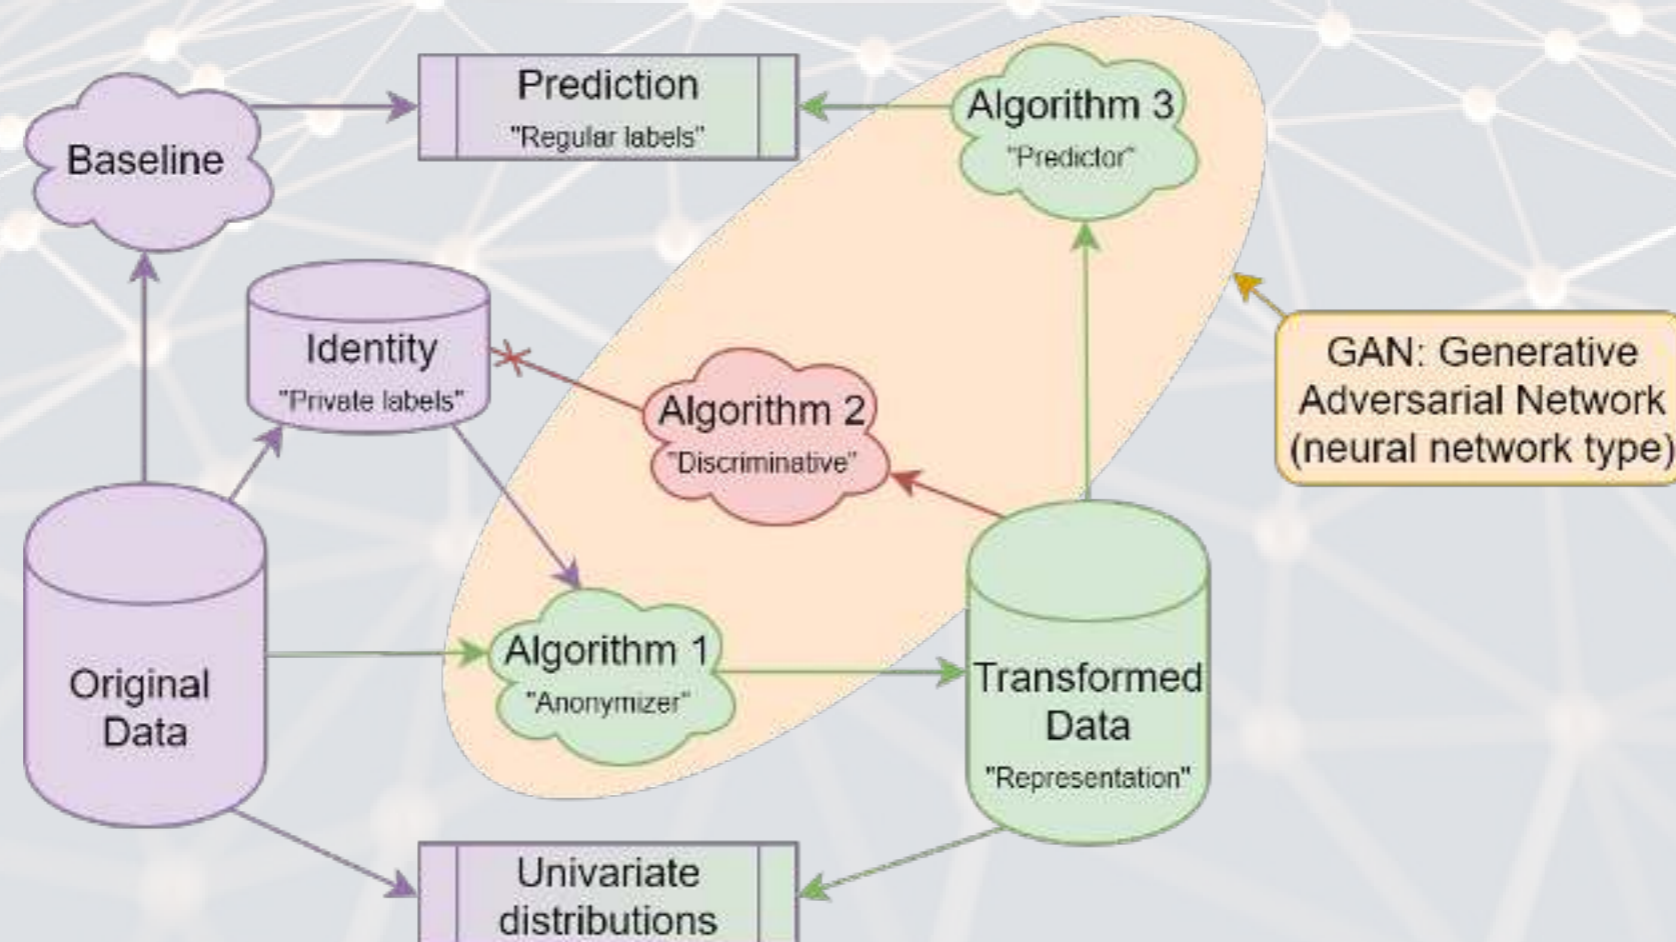 Prediction
"Regular labels"
Algorithm 3
"Predictor"
Baseline
Identity
"Private labels"
Algorithm 2
"Discriminative"
GAN: Generative
Adversarial Network
(neural network type)
Algorithm 1
"Anonymizer"
Original
Data
Transformed
Data
"Representation"
Univariate
distributions